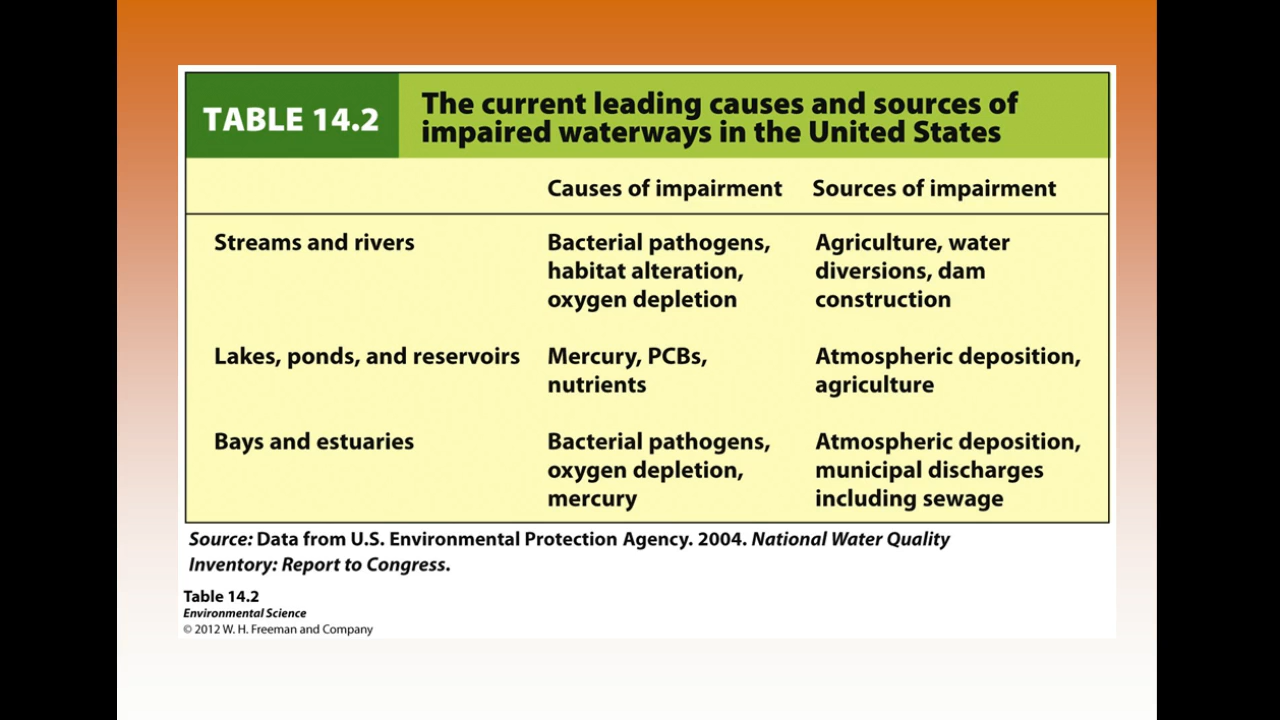 TABLE 14.2
The current leading causes and sources of
impaired waterways in the United States
Causes of impairment Sources of impairment
Streams and rivers Bacterial pathogens, Agriculture, water
habitat alteration, diversions, dam
oxygen depletion construction
Lakes, ponds, and reservoirs Mercury, PCBs, Atmospheric deposition,
nutrients agriculture
Bays and estuaries Bacterial pathogens, Atmospheric deposition,
oxygen depletion, municipal discharges
mercury including sewage
Source: Data from U.S. Environmental Protection Agency. 2004. National Water Quality
Inventory: Report to Congress.
Table 14.2
Environmental Science
© 2012 W. H. Freeman and Company